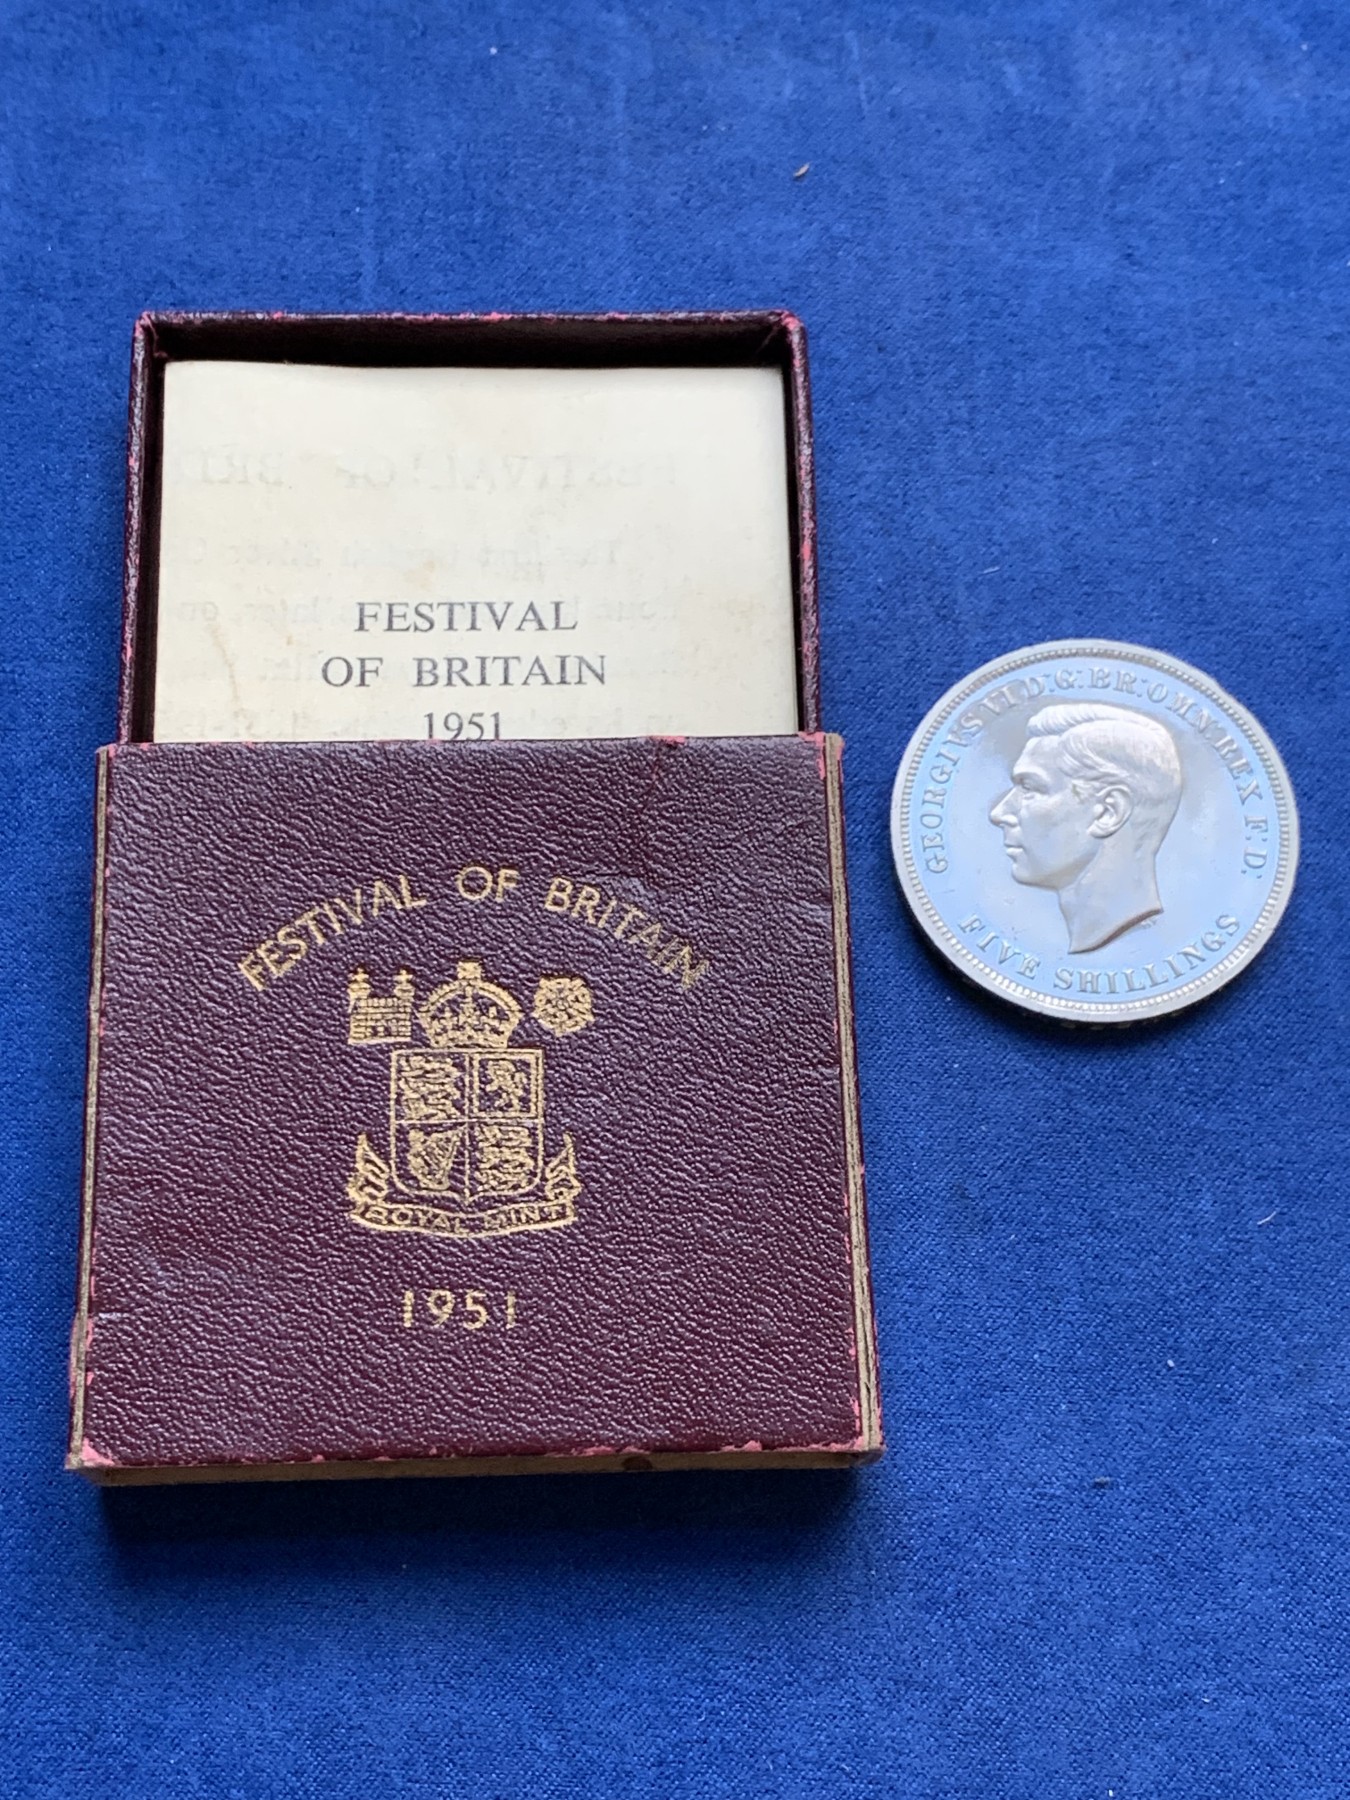 FESTIVAL
OF BRITAIN
1951
FESTIVAL OF BRITAIN
ROYAL MINT
1951
GEORGIVS VI D:G:BR:OMN:REX F:D:
FIVE SHILLINGS